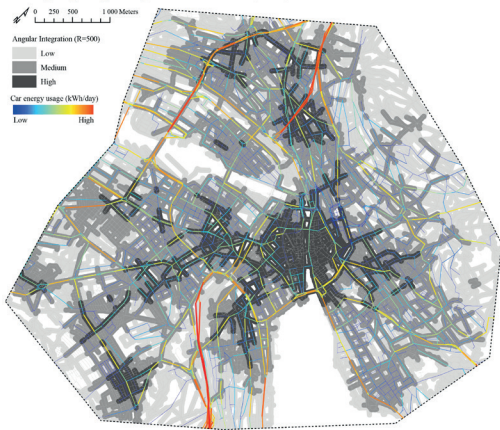 0 250 500 1 000 Meters
Angular Integration (R=500)
Low
Medium
High
Car energy usage (kWh/day)
Low High